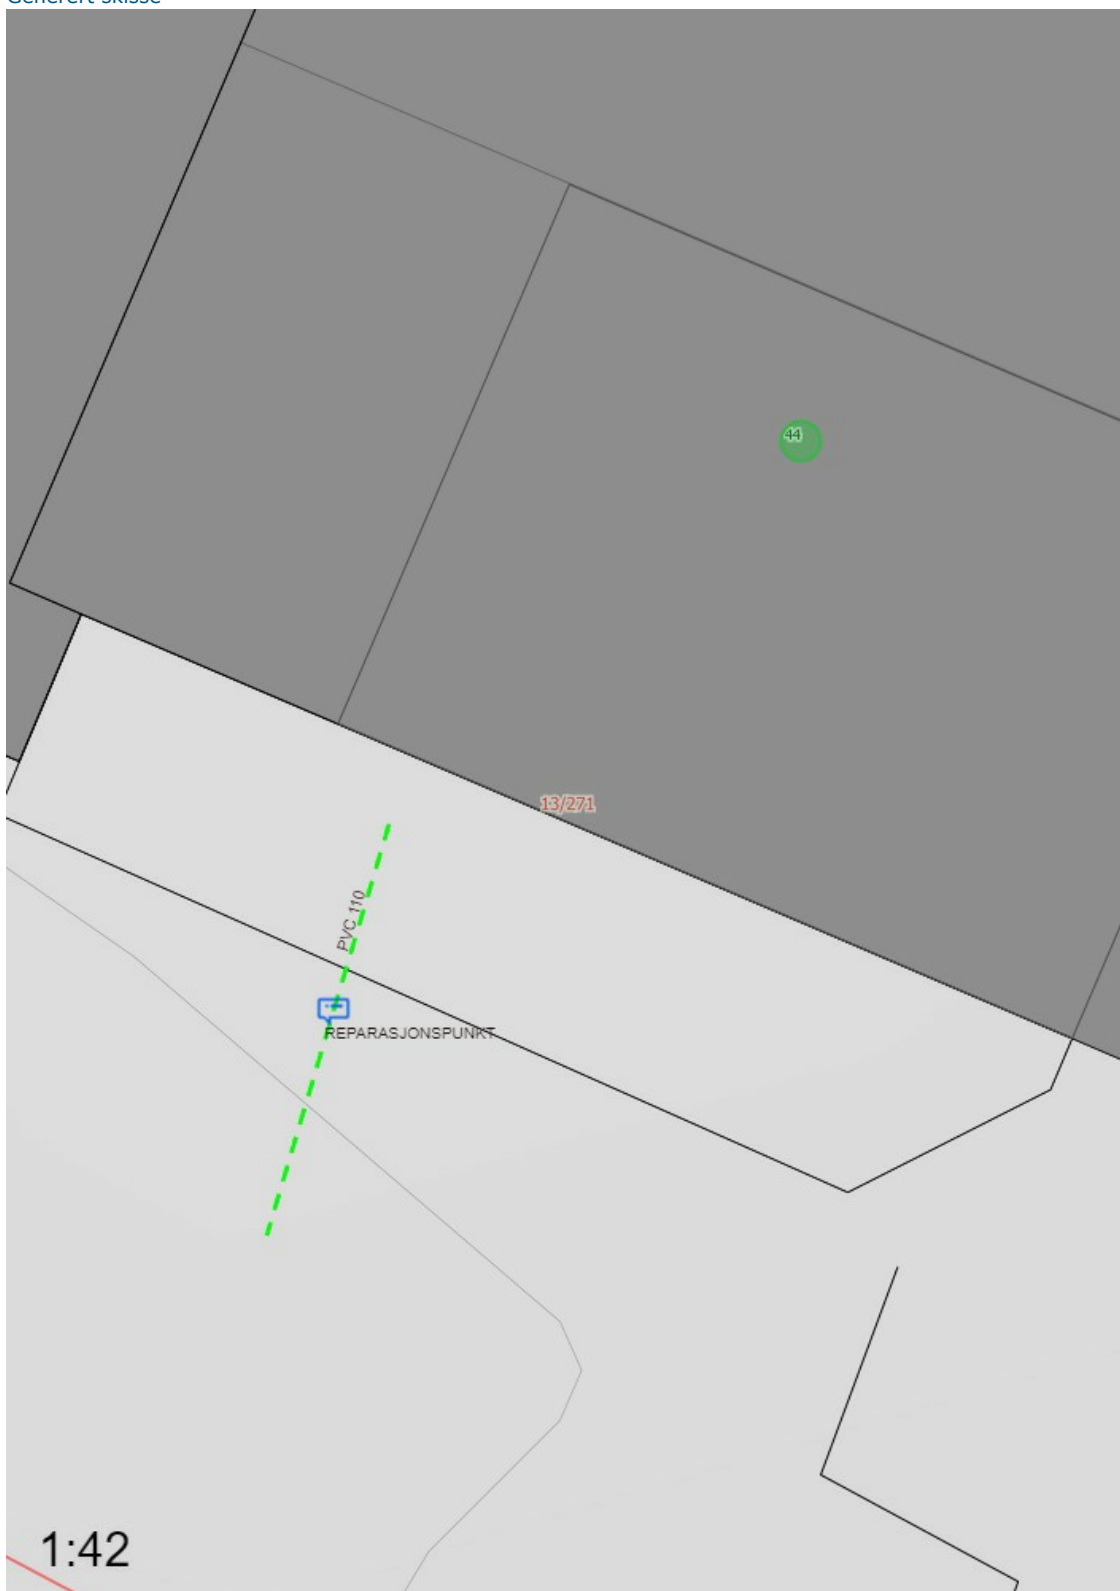 Generert skisse
44
13/271
PVC 110
REPARASJONSPUNKT
1:42